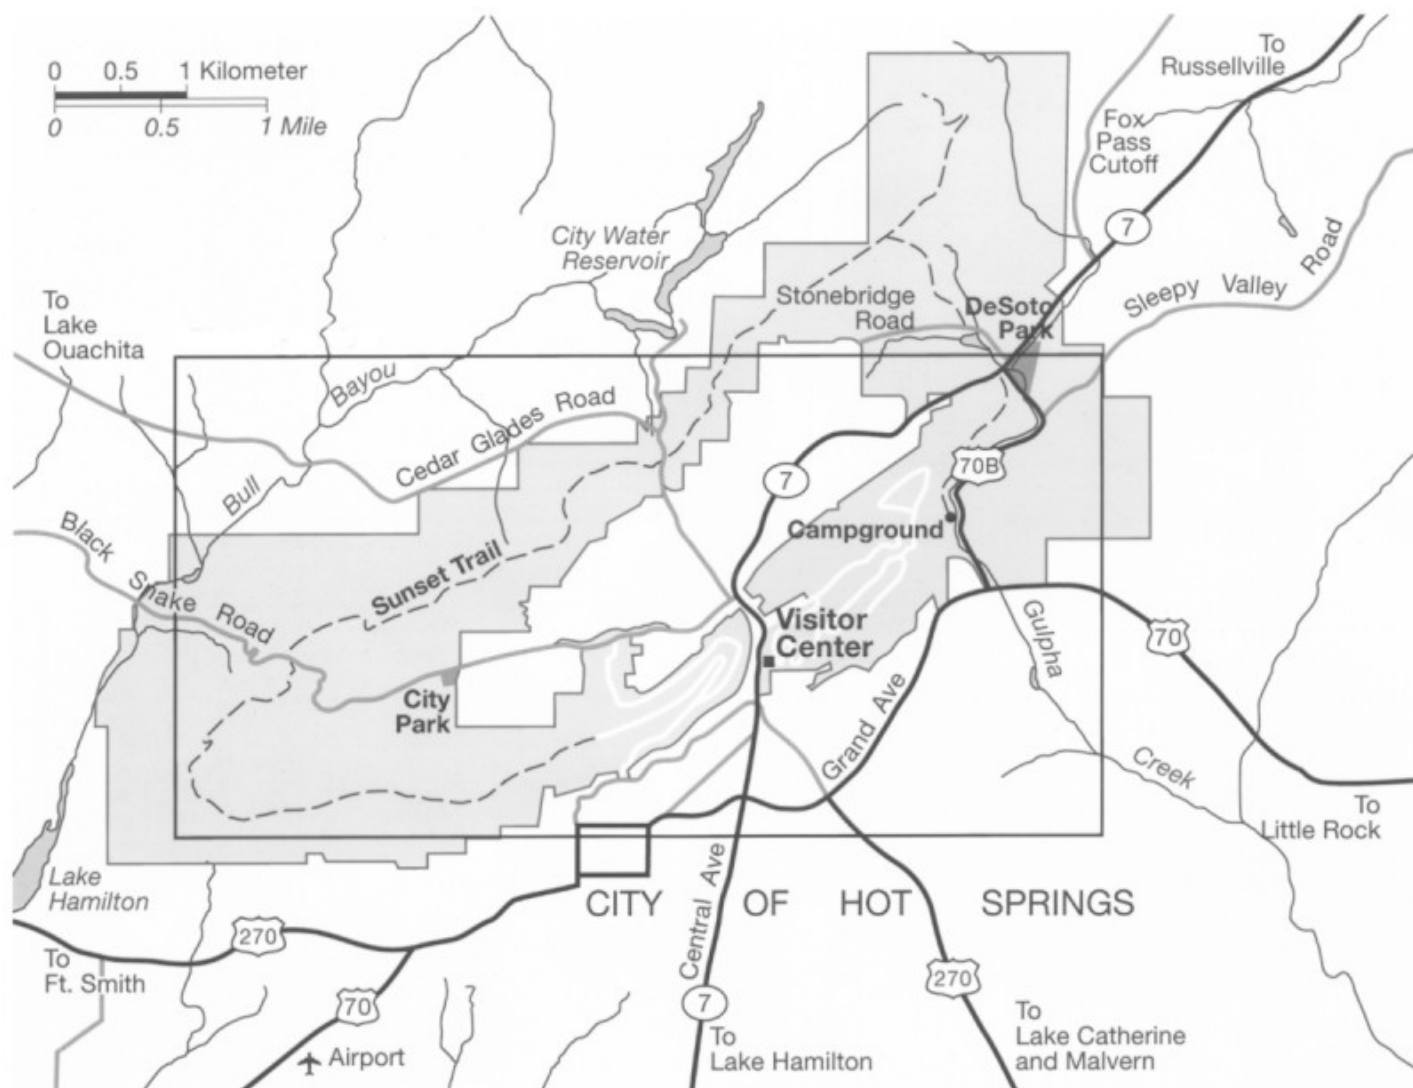 0 0.5 1 Kilometer
0 0.5 1 Mile
To
Russellville
Fox
Pass
Cutoff
7
City Water
Reservoir
Sleepy Valley Road
To
Lake
Ouachita
Stonebridge
Road
DeSoto
Park
Bayou
Cedar Glades Road
Bull
7
70B
Black
Snake Road
Campground
Sunset Trail
Visitor
Center
Gulpha
70
City
Park
Grand Ave
Creek
To
Little Rock
Lake
Hamilton
CITY OF HOT SPRINGS
Central Ave
270
To
Ft. Smith
270
70
7
To
Lake Catherine
and Malvern
To
Lake Hamilton
Airport